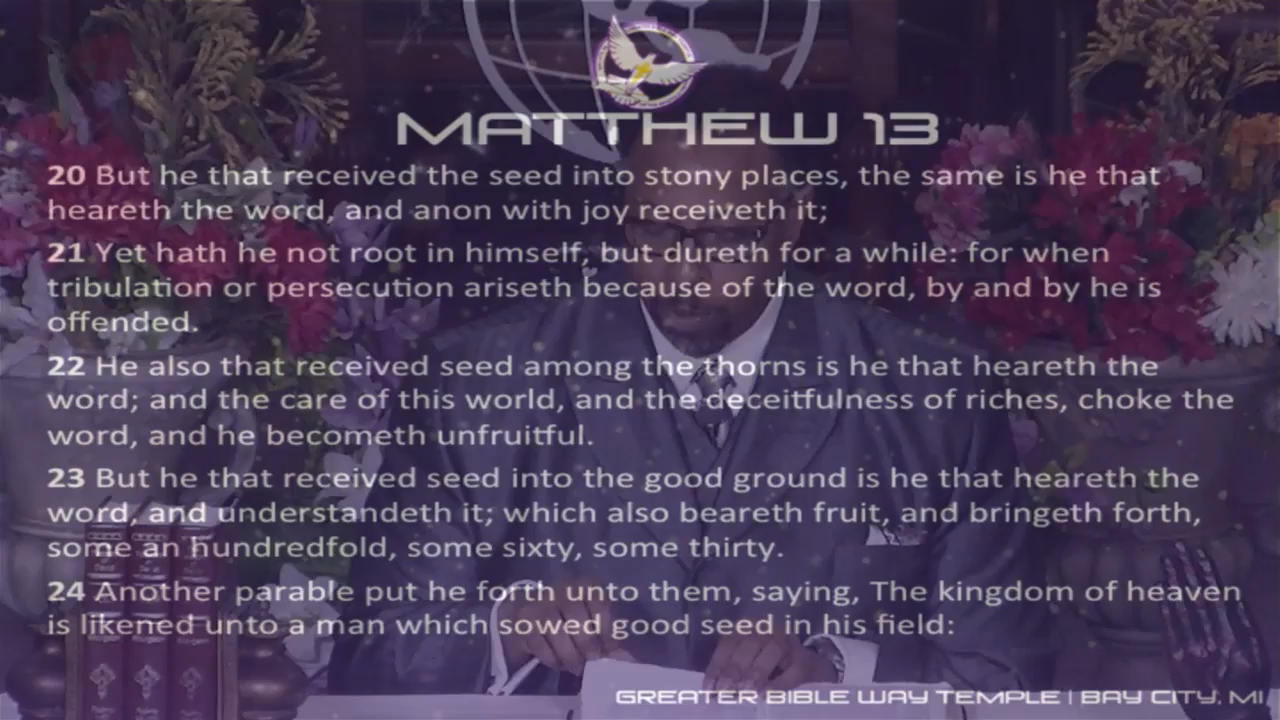 MATTHEW 13
20 But he that received the seed into stony places, the same is he that
heareth the word, and anon with joy receiveth it;
21 Yet hath he not root in himself, but dureth for a while: for when
tribulation or persecution ariseth because of the word, by and by he is
offended.
22 He also that received seed among the thorns is he that heareth the
word; and the care of this world, and the deceitfulness of riches, choke the
word, and he becometh unfruitful.
23 But he that received seed into the good ground is he that heareth the
word, and understandeth it; which also beareth fruit, and bringeth forth,
some an hundredfold, some sixty, some thirty.
24 Another parable put he forth unto them, saying, The kingdom of heaven
is likened unto a man which sowed good seed in his field:
GREATER BIBLE WAY TEMPLE | BAY CITY, MI